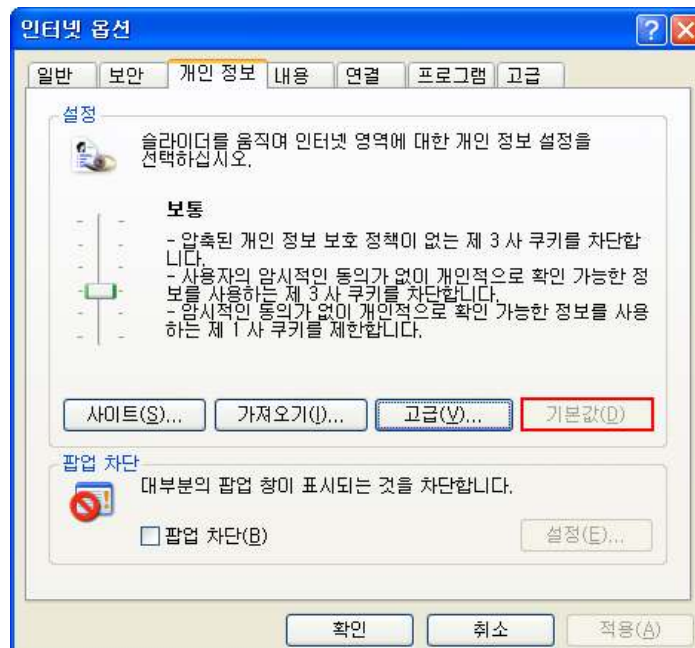 인터넷 옵션
일반 보안 개인 정보 내용 연결 프로그램 고급
설정
슬라이더를 움직여 인터넷 영역에 대한 개인 정보 설정을
선택하십시오.
보통
- 압축된 개인 정보 보호 정책이 없는 제 3 사 쿠키를 차단합
니다.
- 사용자의 암시적인 동의가 없이 개인적으로 확인 가능한 정
보를 사용하는 제 3 사 쿠키를 차단합니다.
- 암시적인 동의가 없이 개인적으로 확인 가능한 정보를 사용
하는 제 1 사 쿠키를 제한합니다.
사이트(S)... 가져오기(I)... 고급(V)... 기본값(D)
팝업 차단
대부분의 팝업 창이 표시되는 것을 차단합니다.
팝업 차단(B) 설정(E)...
확인 취소 적용(A)